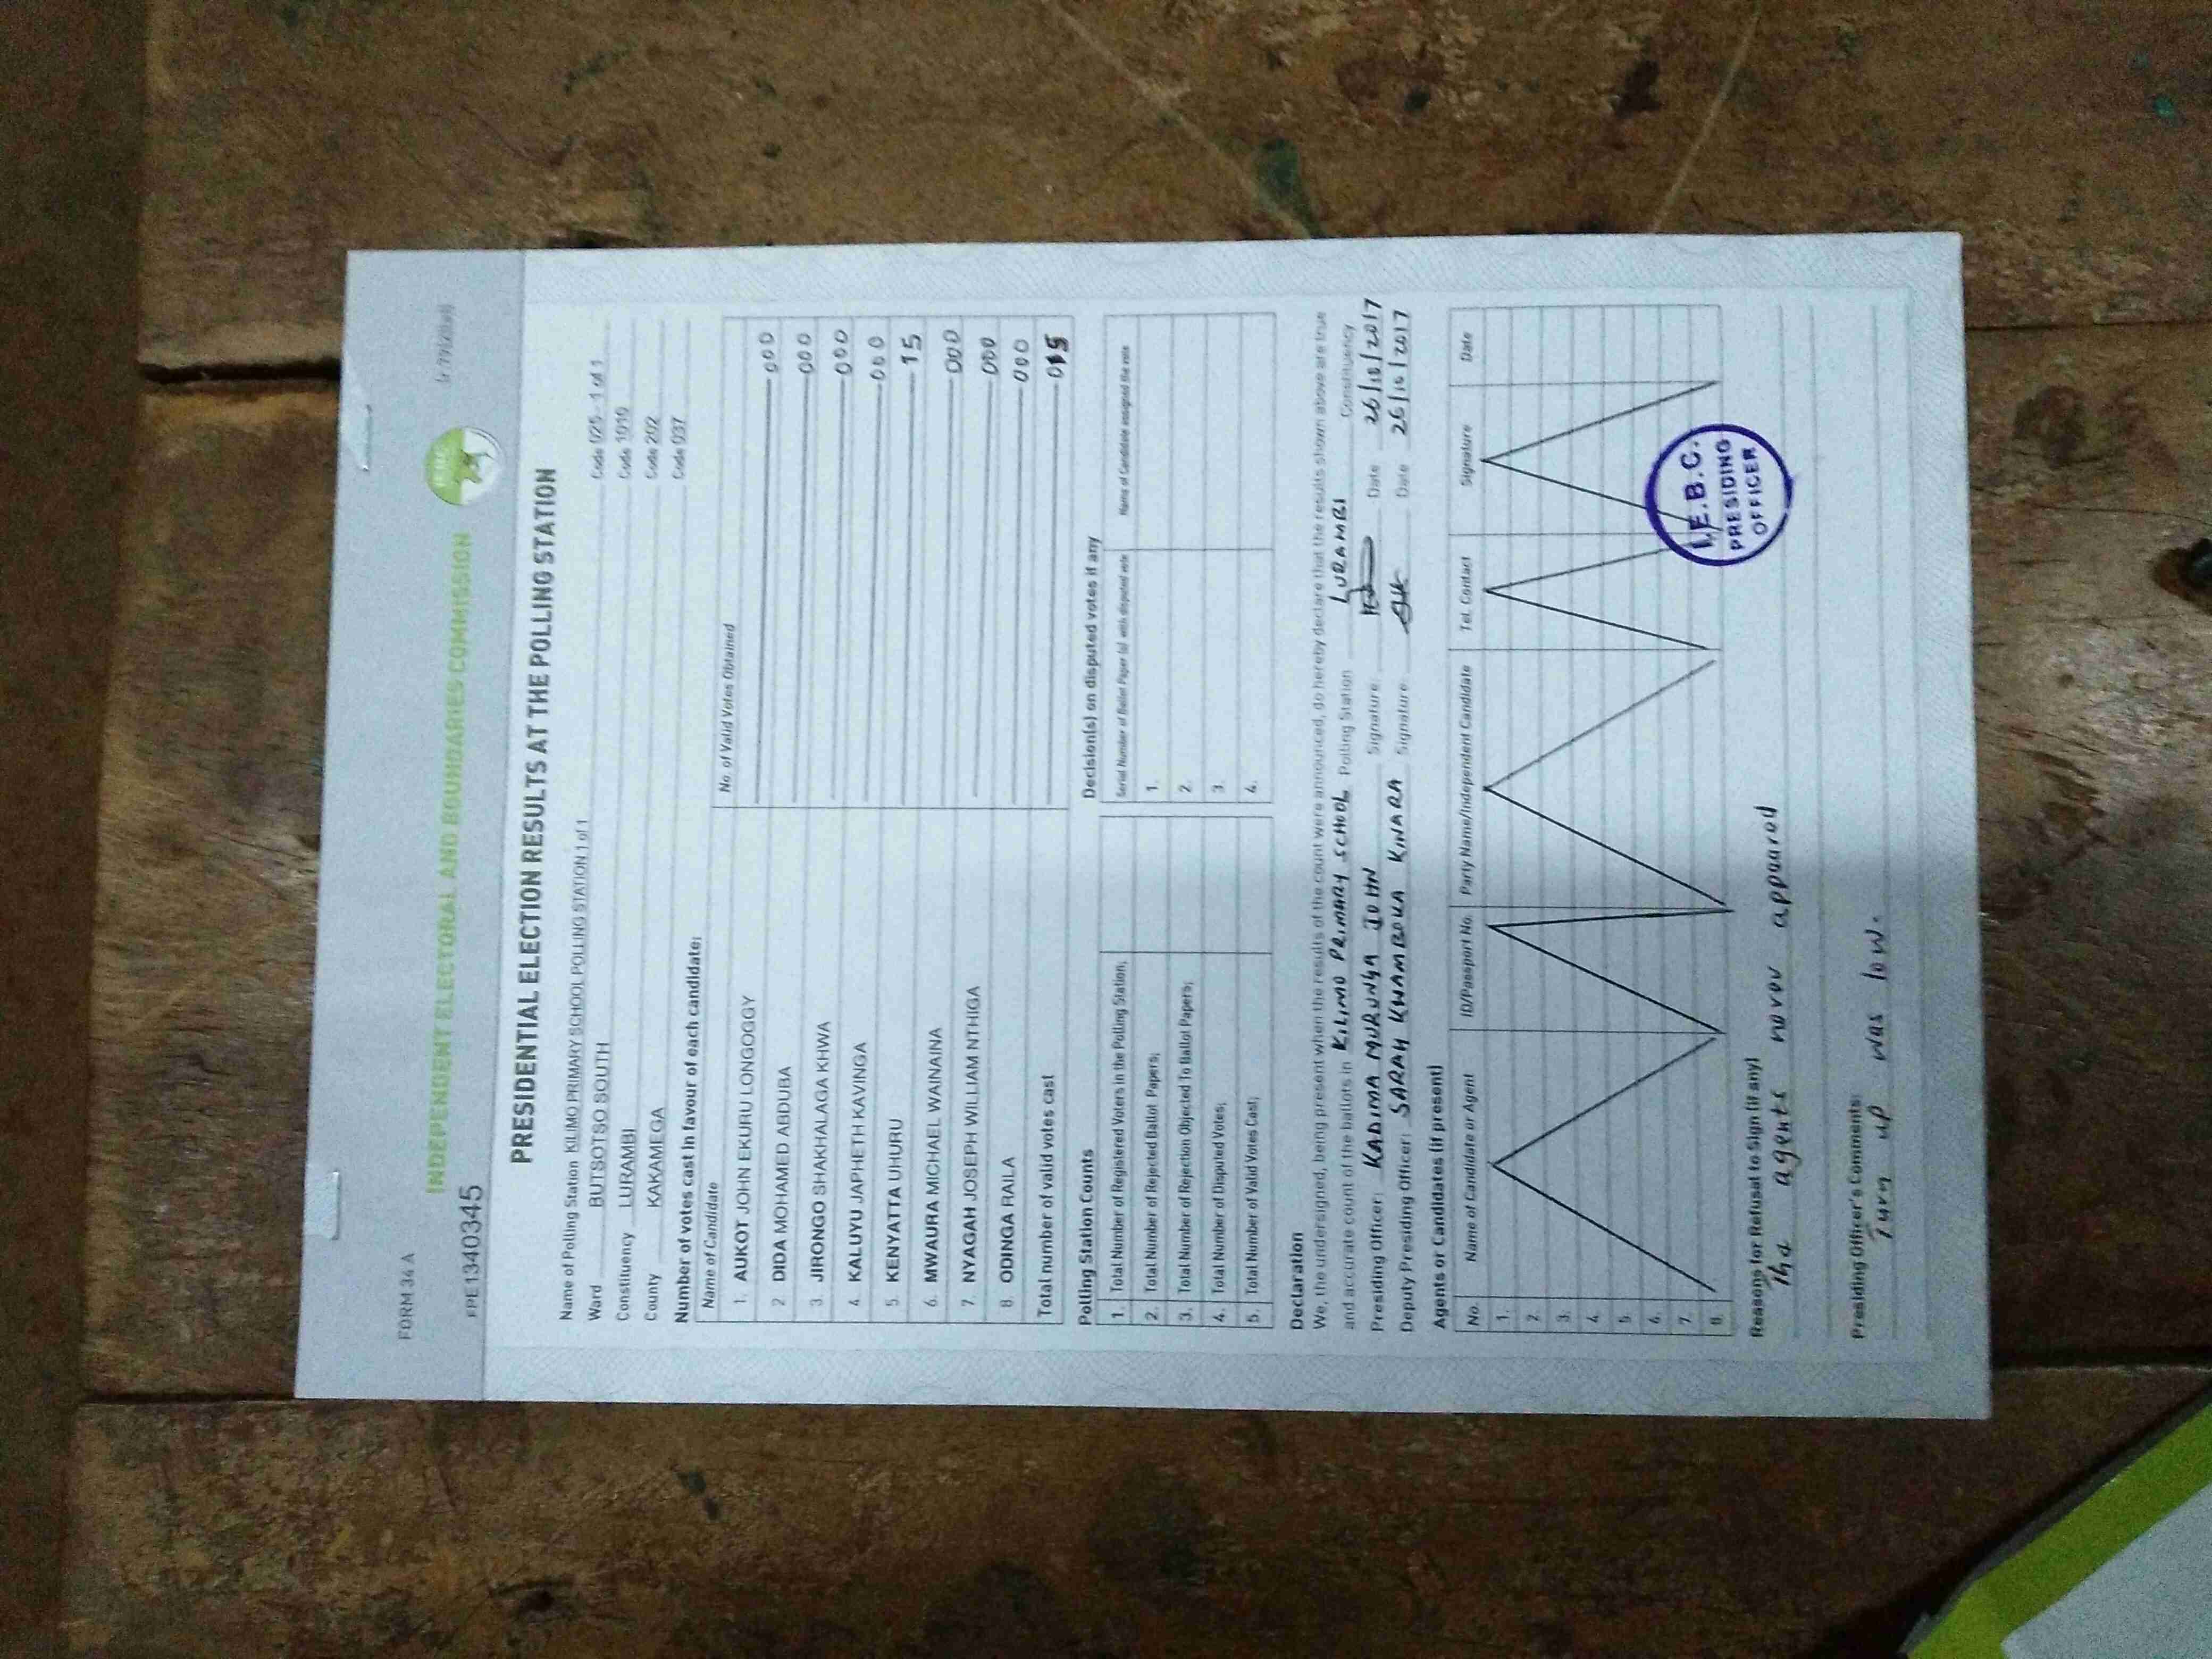 FORM 34 A
INDEPENDENT ELECTORAL AND BOUNDARIES COMMISSION
FPE1340345
PRESIDENTIAL ELECTION RESULTS AT THE POLLING STATION
Name of Polling Station KILIMO PRIMARY SCHOOL POLLING STATION 1 of 1 Code 025 - 1 of 1
Ward BUTSOTSO SOUTH Code 1010
Constituency LURAMBI Code 202
County KAKAMEGA Code 037
Number of votes cast in favour of each candidate;
Name of Candidate No. of Valid Votes Obtained
1. AUKOT JOHN EKURU LONGOGGY 000
2 DIDA MOHAMED ABDUBA 000
3 JIRONGO SHAKHALAGA KHWA 000
4 KALUYU JAPHETH KAVINGA 000
5. KENYATTA UHURU 15
6. MWAURA MICHAEL WAINAINA 000
7. NYAGAH JOSEPH WILLIAM NTHIGA 000
8. ODINGA RAILA 000
Total number of valid votes cast 015
Polling Station Counts Decision(s) on disputed votes if any
Serial Number of Ballot Paper (s) with disputed vote Name of Candidate assigned the vote
1. Total Number of Registered Voters in the Polling Station; 1.
2. Total Number of Rejected Ballot Papers; 2.
3. Total Number of Rejection Objected To Ballot Papers; 3.
4. Total Number of Disputed Votes; 4.
5. Total Number of Valid Votes Cast;
Declaration
We, the undersigned, being present when the results of the count were announced, do hereby declare that the results shown above are true
and accurate count of the ballots in KILIMO PRIMARY SCHOOL Polling Station LURAMBI Constituency
Presiding Officer: KADIMA MURUNGA JOHN Signature: Date 26/10/2017
Deputy Presiding Officer: SARAH KWAMBOKA KINARA Signature: Date 26/10/2017
Agents or Candidates (if present)
No. Name of Candidate or Agent ID/Passport No. Party Name/Independent Candidate Tel. Contact Signature Date
1.
2.
3.
4.
5.
6.
7.
8.
I.E.B.C.
PRESIDING
OFFICER
Reasons for Refusal to Sign (if any)
The agents never appeared
Presiding Officer's Comments:
Turn up was low.